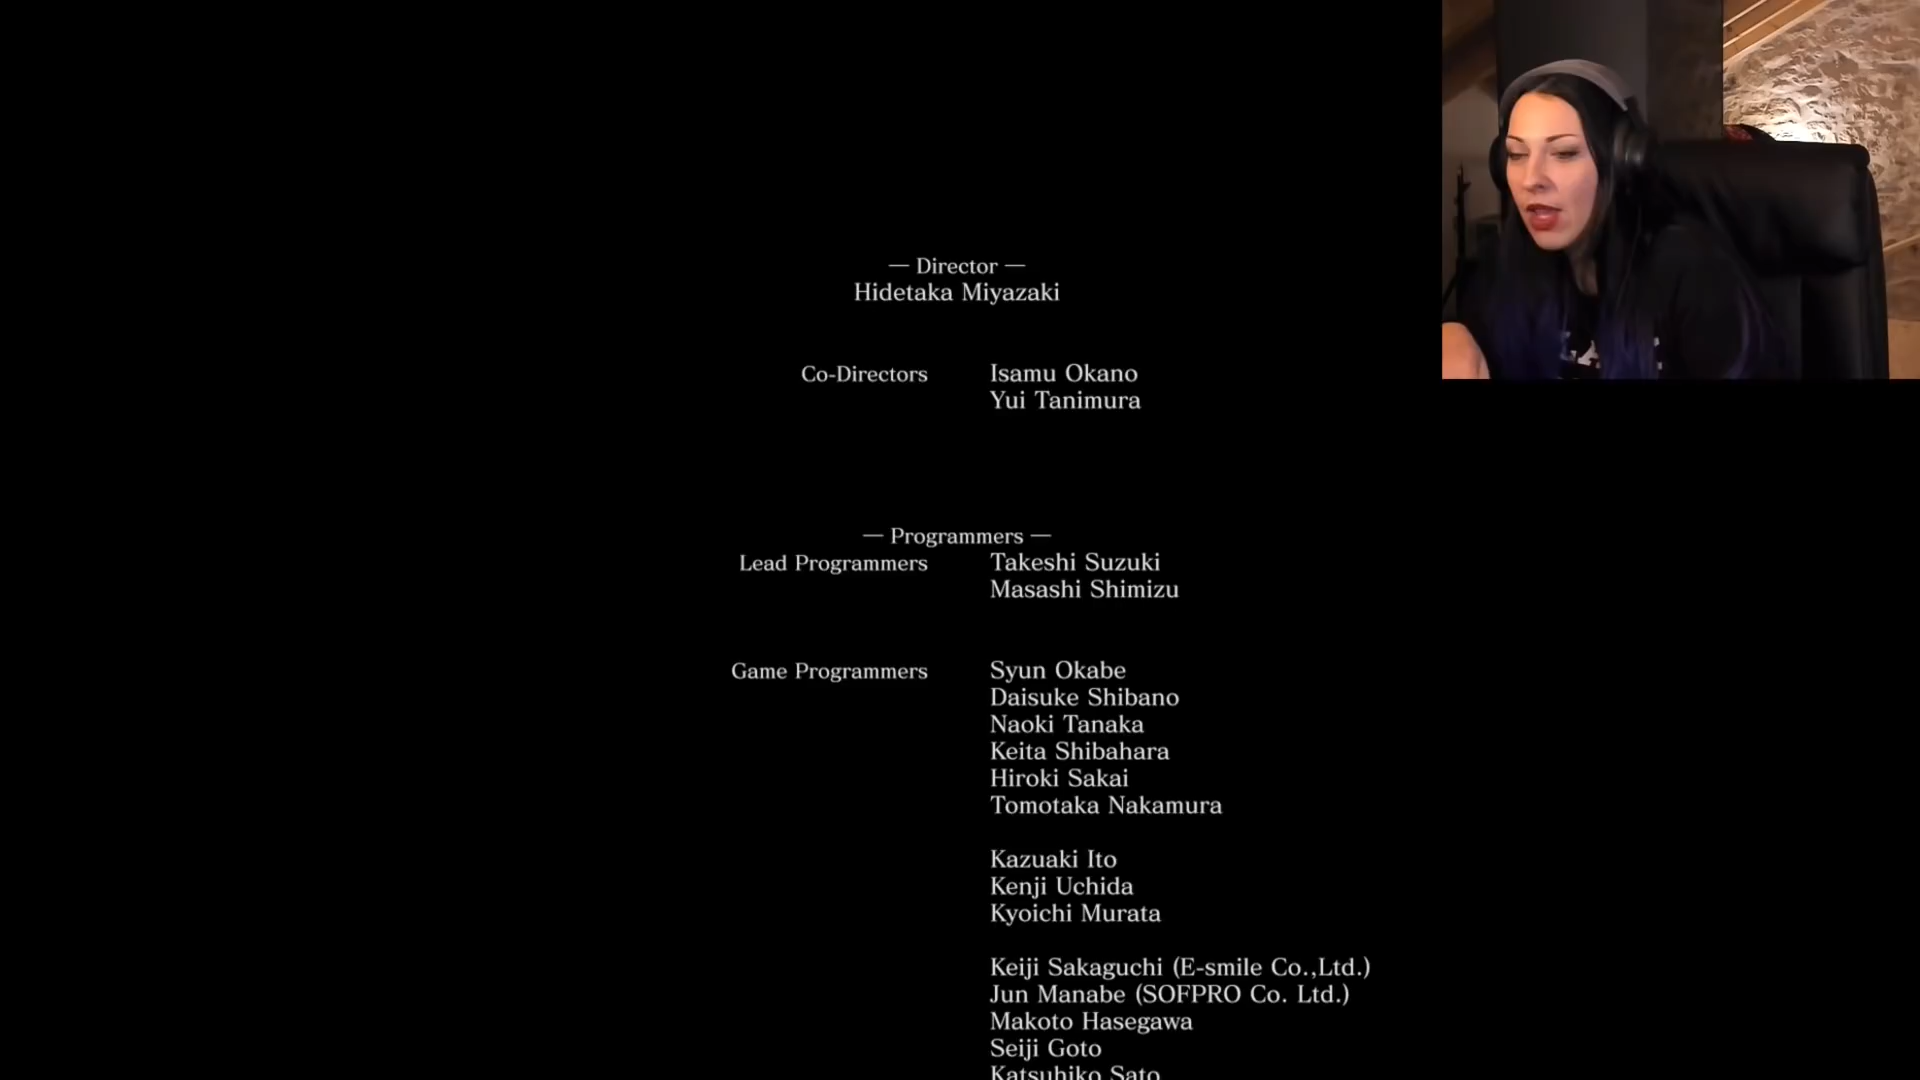 — Director —
Hidetaka Miyazaki
Co-Directors Isamu Okano
Yui Tanimura
— Programmers —
Lead Programmers Takeshi Suzuki
Masashi Shimizu
Game Programmers Syun Okabe
Daisuke Shibano
Naoki Tanaka
Keita Shibahara
Hiroki Sakai
Tomotaka Nakamura
Kazuaki Ito
Kenji Uchida
Kyoichi Murata
Keiji Sakaguchi (E-smile Co.,Ltd.)
Jun Manabe (SOFPRO Co. Ltd.)
Makoto Hasegawa
Seiji Goto
Katsuhiko Sato